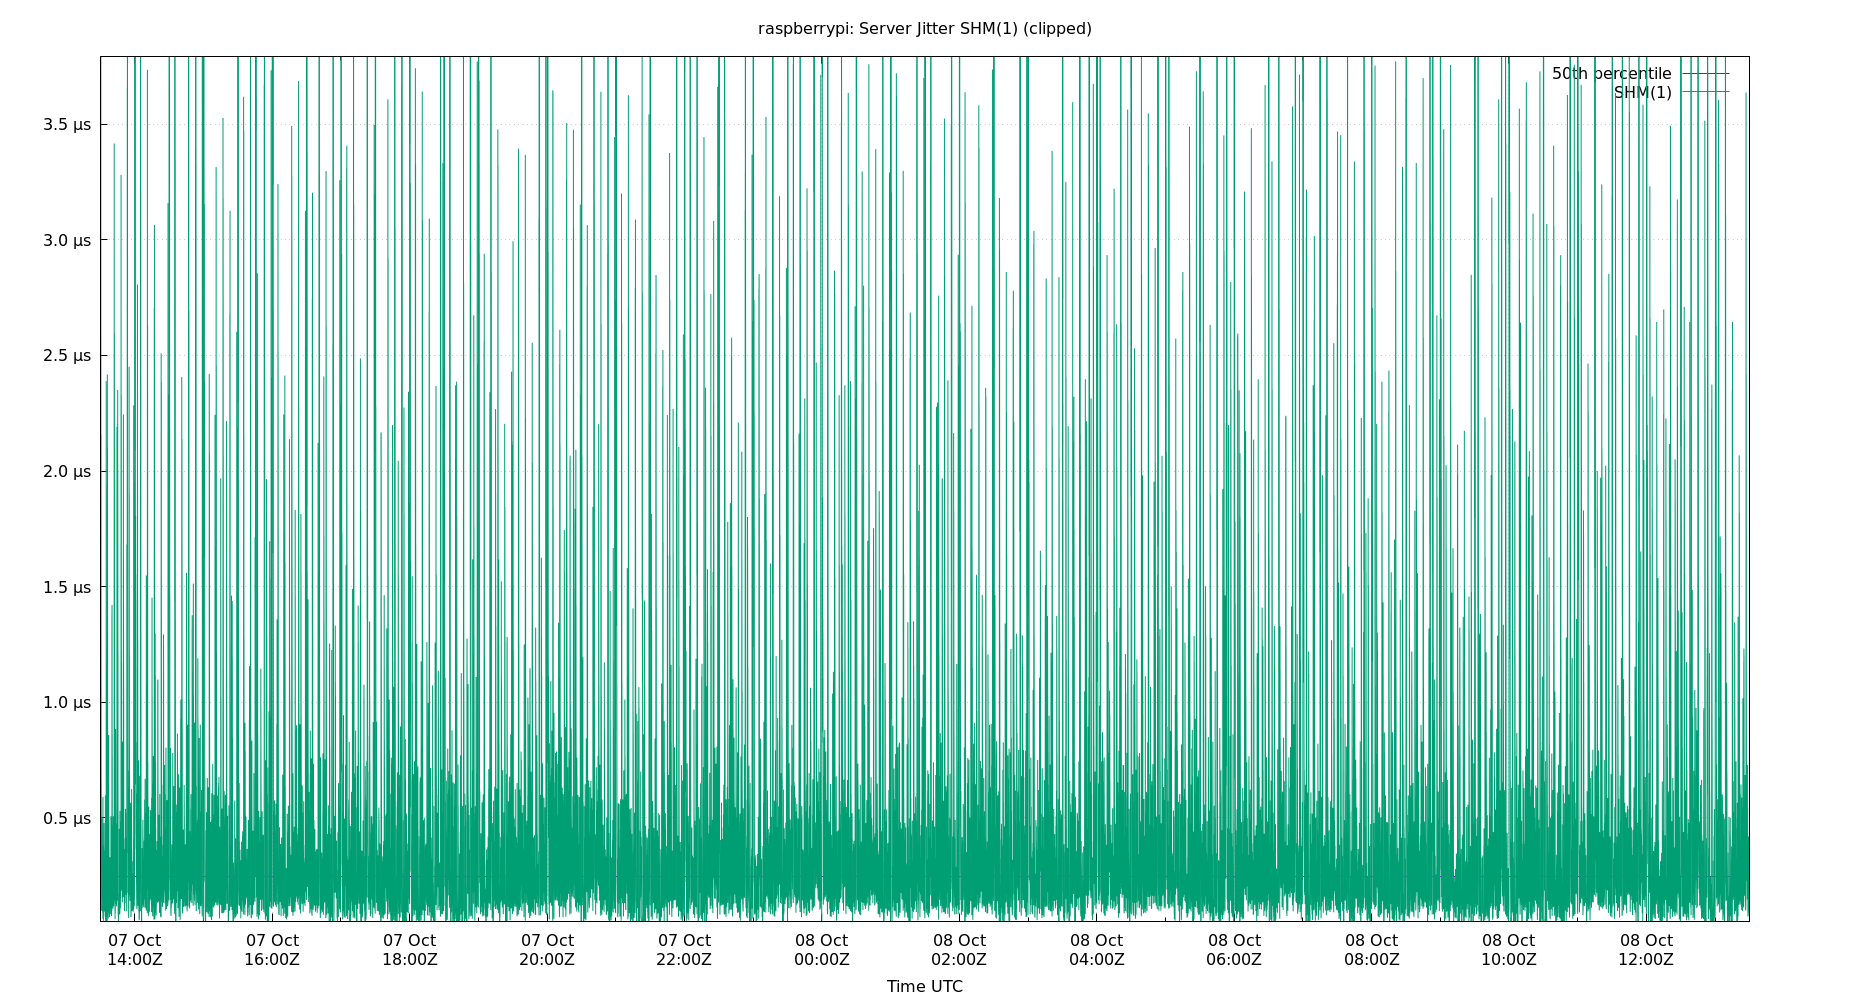 raspberrypi: Server Jitter SHM(1) (clipped)
50th percentile
SHM(1)
3.5 µs
3.0 µs
2.5 µs
2.0 µs
1.5 µs
1.0 µs
0.5 µs
07 Oct 07 Oct 07 Oct 07 Oct 07 Oct 08 Oct 08 Oct 08 Oct 08 Oct 08 Oct 08 Oct 08 Oct
14:00Z 16:00Z 18:00Z 20:00Z 22:00Z 00:00Z 02:00Z 04:00Z 06:00Z 08:00Z 10:00Z 12:00Z
Time UTC